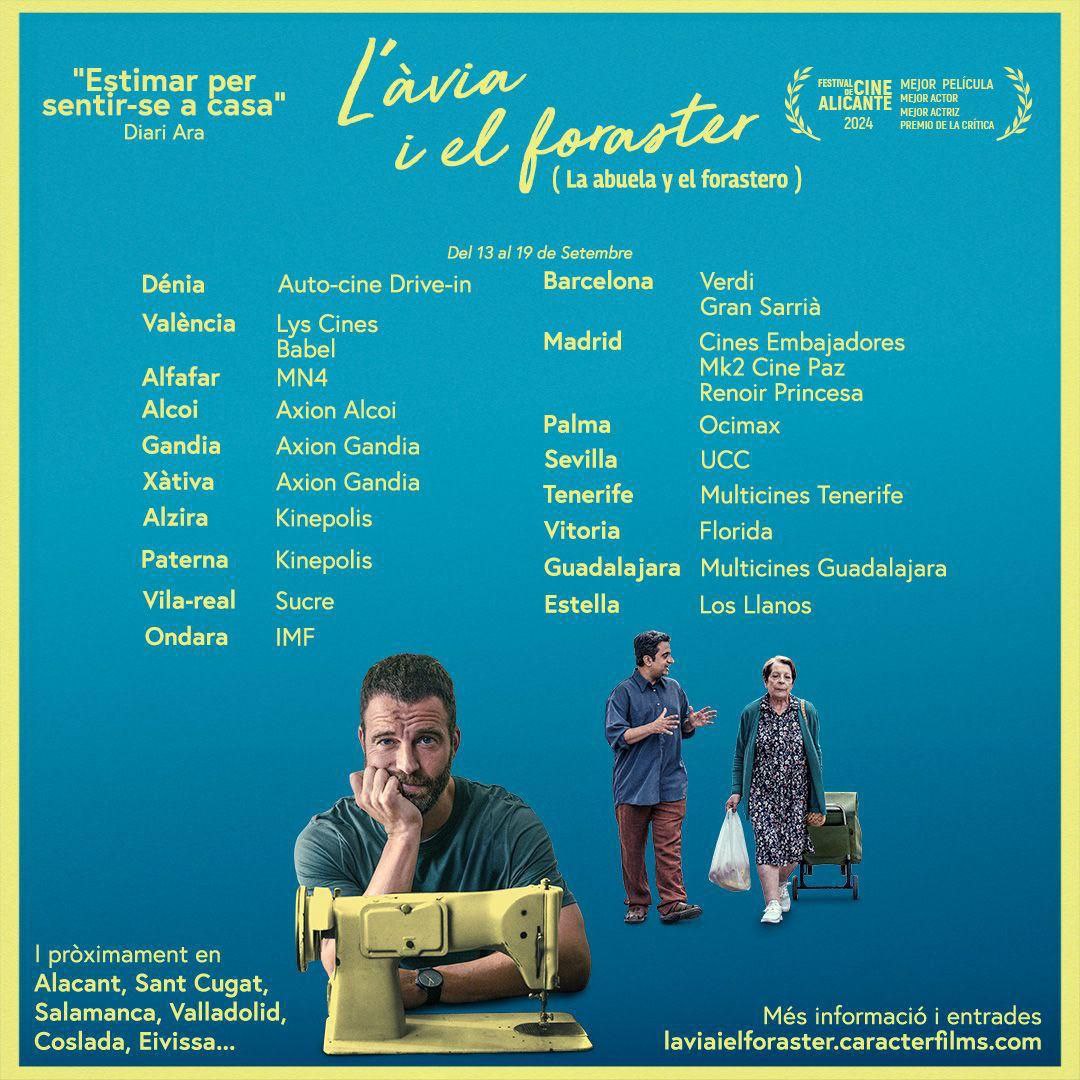 "Estimar per
sentir-se a casa"
Diari Ara
L'àvia
i el foraster
( La abuela y el forastero )
FESTIVAL
DE CINE
ALICANTE
2024
MEJOR PELÍCULA
MEJOR ACTOR
MEJOR ACTRIZ
PREMIO DE LA CRÍTICA
Del 13 al 19 de Setembre
Dénia Auto-cine Drive-in
València Lys Cines
Babel
Alfafar MN4
Alcoi Axion Alcoi
Gandia Axion Gandia
Xàtiva Axion Gandia
Alzira Kinepolis
Paterna Kinepolis
Vila-real Sucre
Ondara IMF
Barcelona Verdi
Gran Sarrià
Madrid Cines Embajadores
Mk2 Cine Paz
Renoir Princesa
Palma Ocimax
Sevilla UCC
Tenerife Multicines Tenerife
Vitoria Florida
Guadalajara Multicines Guadalajara
Estella Los Llanos
I pròximament en
Alacant, Sant Cugat,
Salamanca, Valladolid,
Coslada, Eivissa...
Més informació i entrades
laviaielforaster.caracterfilms.com